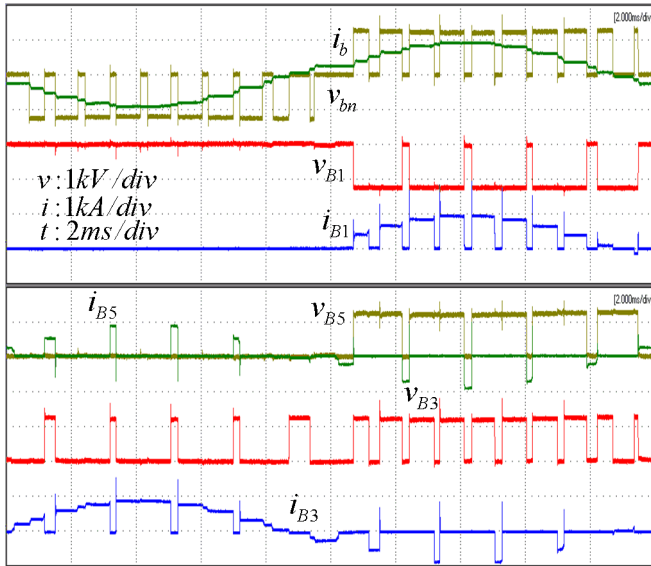 [2.000ms/div
i_b
v_bn
v_B1
v:1kV/div
i:1kA/div
t:2ms/div
i_B1
i_B5
v_B5
[2.000ms/div
v_B3
i_B3